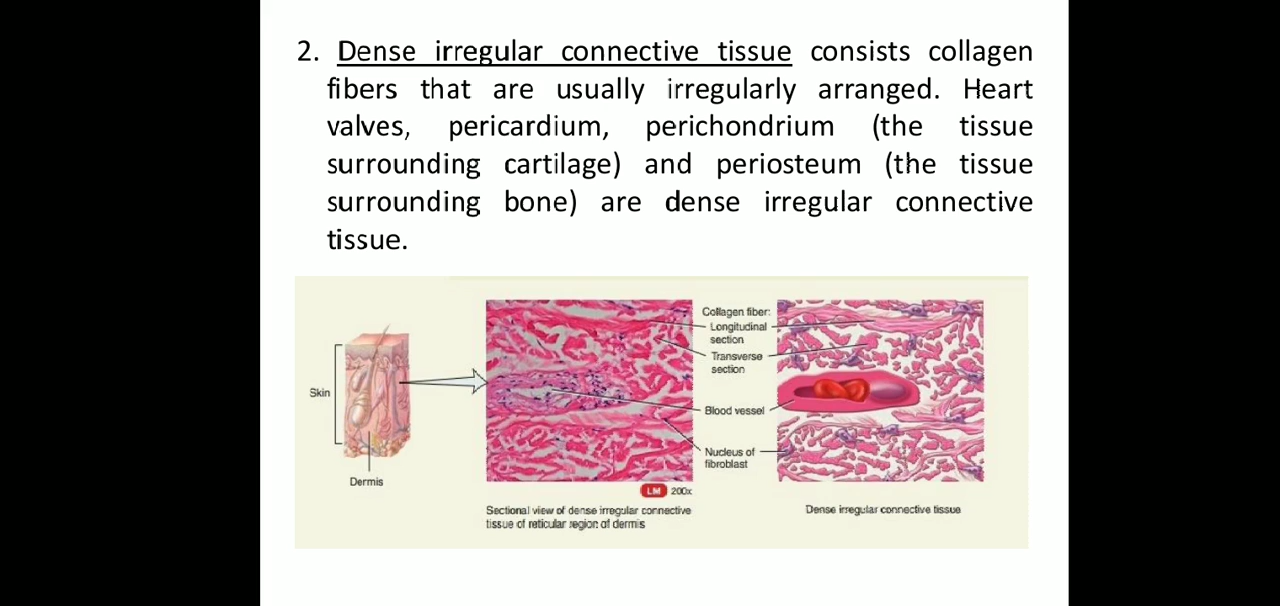 2. Dense irregular connective tissue consists collagen
fibers that are usually irregularly arranged. Heart
valves, pericardium, perichondrium (the tissue
surrounding cartilage) and periosteum (the tissue
surrounding bone) are dense irregular connective
tissue.
Skin
Dermis
Collagen fiber:
Longitudinal
section
Transverse
section
Blood vessel
Nucleus of
fibroblast
LM 200x
Sectional view of dense irregular connective
tissue of reticular region of dermis
Dense irregular connective tissue